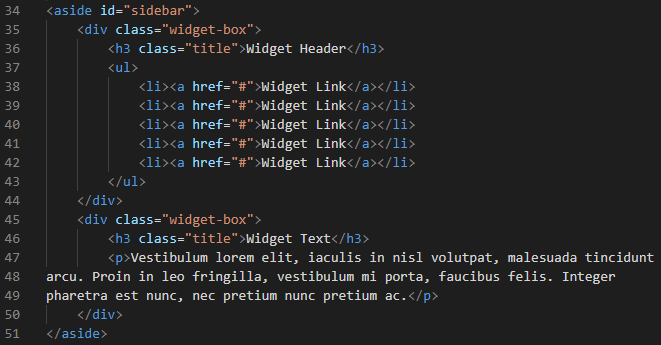 34 <aside id="sidebar">
35     <div class="widget-box">
36         <h3 class="title">Widget Header</h3>
37         <ul>
38             <li><a href="#">Widget Link</a></li>
39             <li><a href="#">Widget Link</a></li>
40             <li><a href="#">Widget Link</a></li>
41             <li><a href="#">Widget Link</a></li>
42             <li><a href="#">Widget Link</a></li>
43         </ul>
44     </div>
45     <div class="widget-box">
46         <h3 class="title">Widget Text</h3>
47         <p>Vestibulum lorem elit, iaculis in nisl volutpat, malesuada tincidunt
48 arcu. Proin in leo fringilla, vestibulum mi porta, faucibus felis. Integer
49 pharetra est nunc, nec pretium nunc pretium ac.</p>
50     </div>
51 </aside>